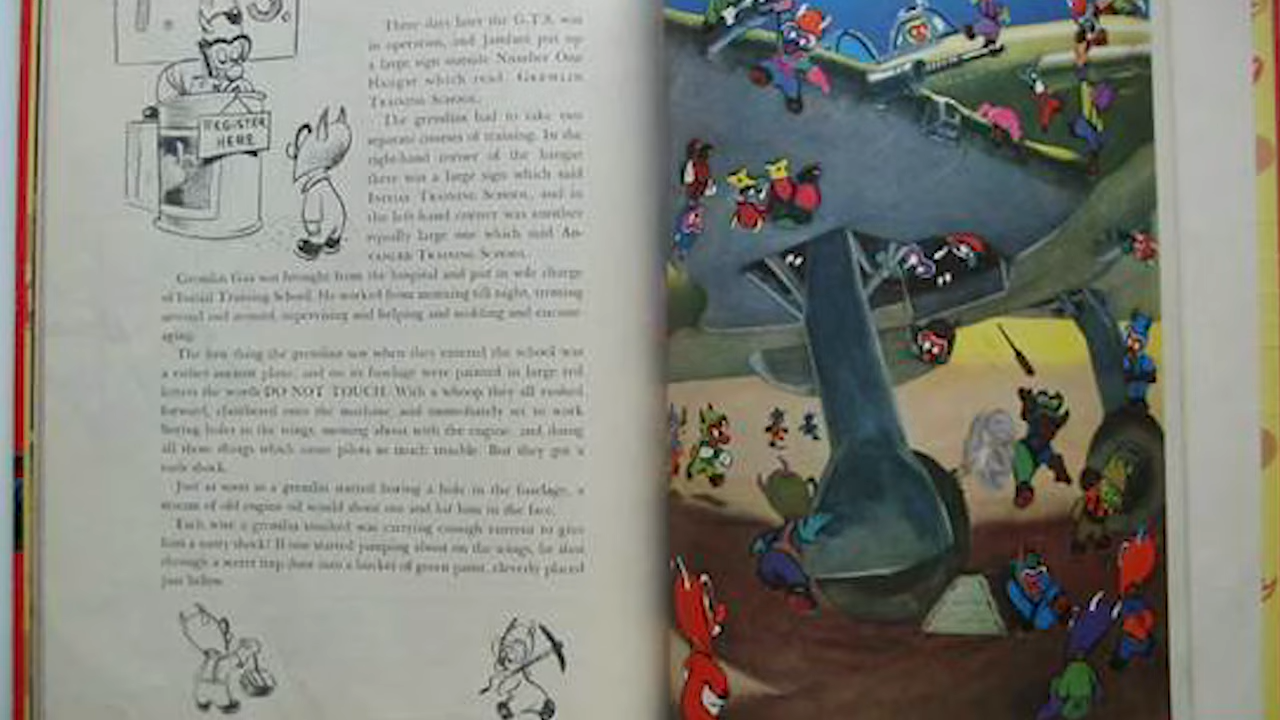 REGISTER
HERE
Three days later the G.T.S. was
in operation, and Jamface put up
a large sign outside Number One
Hangar which read GREMLIN
TRAINING SCHOOL.
The gremlins had to take two
separate courses of training. In the
right-hand corner of the hangar
there was a large sign which said
INITIAL TRAINING SCHOOL, and in
the left-hand corner was another
equally large one which said AD-
VANCED TRAINING SCHOOL.
Gremlin Gus was brought from the hospital and put in sole charge
of Initial Training School. He worked from morning till night, trotting
around and around, supervising and helping and scolding and encour-
aging.
The first thing the gremlins saw when they entered the school was
a rather ancient plane, and on its fuselage were painted in large red
letters the words DO NOT TOUCH. With a whoop they all rushed
forward, clambered onto the machine, and immediately set to work
boring holes in the wings, messing about with the engine, and doing
all those things which cause pilots so much trouble. But they got a
rude shock.
Just as soon as a gremlin started boring a hole in the fuselage, a
stream of old engine oil would shoot out and hit him in the face.
Each wire a gremlin touched was carrying enough current to give
him a nasty shock! If one started jumping about on the wings, he shot
through a secret trap door into a bucket of green paint, cleverly placed
just below.